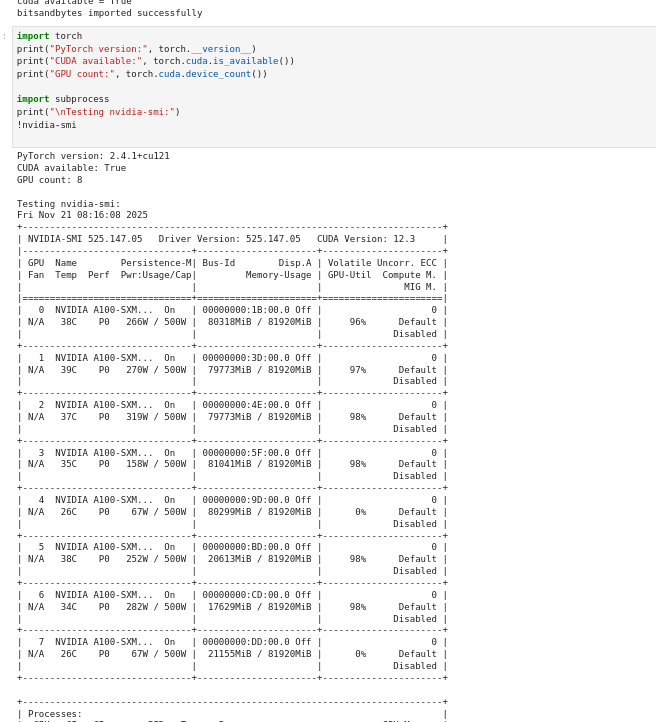 cuda available = True
bitsandbytes imported successfully
import torch
print("PyTorch version:", torch.__version__)
print("CUDA available:", torch.cuda.is_available())
print("GPU count:", torch.cuda.device_count())
import subprocess
print("\nTesting nvidia-smi:")
!nvidia-smi
PyTorch version: 2.4.1+cu121
CUDA available: True
GPU count: 8
Testing nvidia-smi:
Fri Nov 21 08:16:08 2025
+-----------------------------------------------------------------------------+
| NVIDIA-SMI 525.147.05   Driver Version: 525.147.05   CUDA Version: 12.3     |
|-------------------------------+----------------------+----------------------+
| GPU  Name        Persistence-M| Bus-Id        Disp.A | Volatile Uncorr. ECC |
| Fan  Temp  Perf  Pwr:Usage/Cap|         Memory-Usage | GPU-Util  Compute M. |
|                               |                      |               MIG M. |
|===============================+======================+======================|
|   0  NVIDIA A100-SXM...  On   | 00000000:1B:00.0 Off |                    0 |
| N/A   38C    P0   266W / 500W |  80318MiB / 81920MiB |     96%      Default |
|                               |                      |             Disabled |
+-------------------------------+----------------------+----------------------+
|   1  NVIDIA A100-SXM...  On   | 00000000:3D:00.0 Off |                    0 |
| N/A   39C    P0   270W / 500W |  79773MiB / 81920MiB |     97%      Default |
|                               |                      |             Disabled |
+-------------------------------+----------------------+----------------------+
|   2  NVIDIA A100-SXM...  On   | 00000000:4E:00.0 Off |                    0 |
| N/A   37C    P0   319W / 500W |  79773MiB / 81920MiB |     98%      Default |
|                               |                      |             Disabled |
+-------------------------------+----------------------+----------------------+
|   3  NVIDIA A100-SXM...  On   | 00000000:5F:00.0 Off |                    0 |
| N/A   35C    P0   158W / 500W |  81041MiB / 81920MiB |     98%      Default |
|                               |                      |             Disabled |
+-------------------------------+----------------------+----------------------+
|   4  NVIDIA A100-SXM...  On   | 00000000:9D:00.0 Off |                    0 |
| N/A   26C    P0    67W / 500W |  80299MiB / 81920MiB |      0%      Default |
|                               |                      |             Disabled |
+-------------------------------+----------------------+----------------------+
|   5  NVIDIA A100-SXM...  On   | 00000000:BD:00.0 Off |                    0 |
| N/A   38C    P0   252W / 500W |  20613MiB / 81920MiB |     98%      Default |
|                               |                      |             Disabled |
+-------------------------------+----------------------+----------------------+
|   6  NVIDIA A100-SXM...  On   | 00000000:CD:00.0 Off |                    0 |
| N/A   34C    P0   282W / 500W |  17629MiB / 81920MiB |     98%      Default |
|                               |                      |             Disabled |
+-------------------------------+----------------------+----------------------+
|   7  NVIDIA A100-SXM...  On   | 00000000:DD:00.0 Off |                    0 |
| N/A   26C    P0    67W / 500W |  21155MiB / 81920MiB |      0%      Default |
|                               |                      |             Disabled |
+-------------------------------+----------------------+----------------------+
+-----------------------------------------------------------------------------+
| Processes:                                                                  |